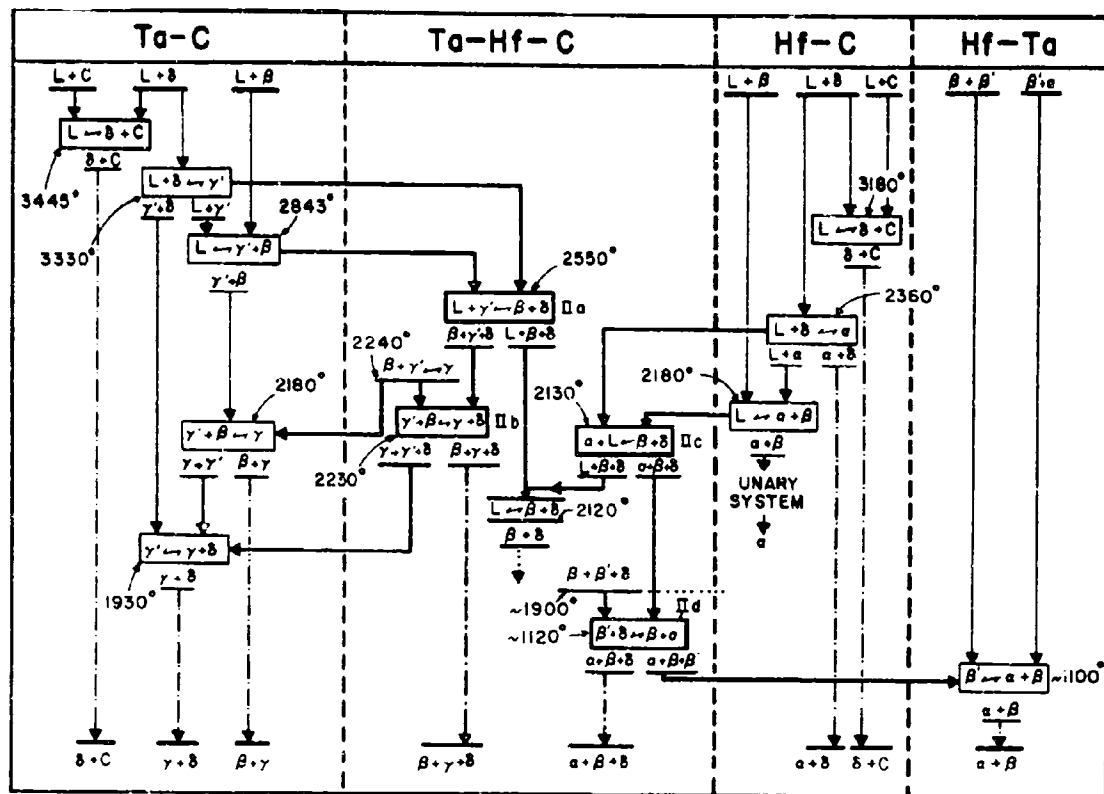 Ta-C
Ta-Hf-C
Hf-C
Hf-Ta
L+C
L+δ
L+β
L+β
L+δ
L+C
β+β'
β'+α
L↔δ+C
δ+C
3445°
L+δ↔γ'
γ'+δ
L+γ'
3330°
2843°
L↔γ'+β
γ'+β
3180°
L↔δ+C
δ+C
2550°
L+γ'↔β+δ
IIa
β+γ'+δ
L+β+δ
2360°
L+δ↔α
L+α
α+δ
2240°
β+γ'↔γ
2180°
γ'+β↔γ
γ+γ'
β+γ
γ'+β↔γ+δ
IIb
2230°
γ+γ'+δ
β+γ+δ
2130°
α+L↔β+δ
IIc
L+β+δ
α+β+δ
2180°
L↔α+β
α+β
UNARY
SYSTEM
α
L↔β+δ
2120°
β+δ
γ'↔γ+δ
1930°
γ+δ
β+β'+δ
~1900°
IId
~1120°
β'+δ↔β+α
α+β+δ
α+β+β'
β'↔α+β
~1100°
α+β
δ+C
γ+δ
β+γ
β+γ+δ
α+β+δ
α+δ
δ+C
α+β